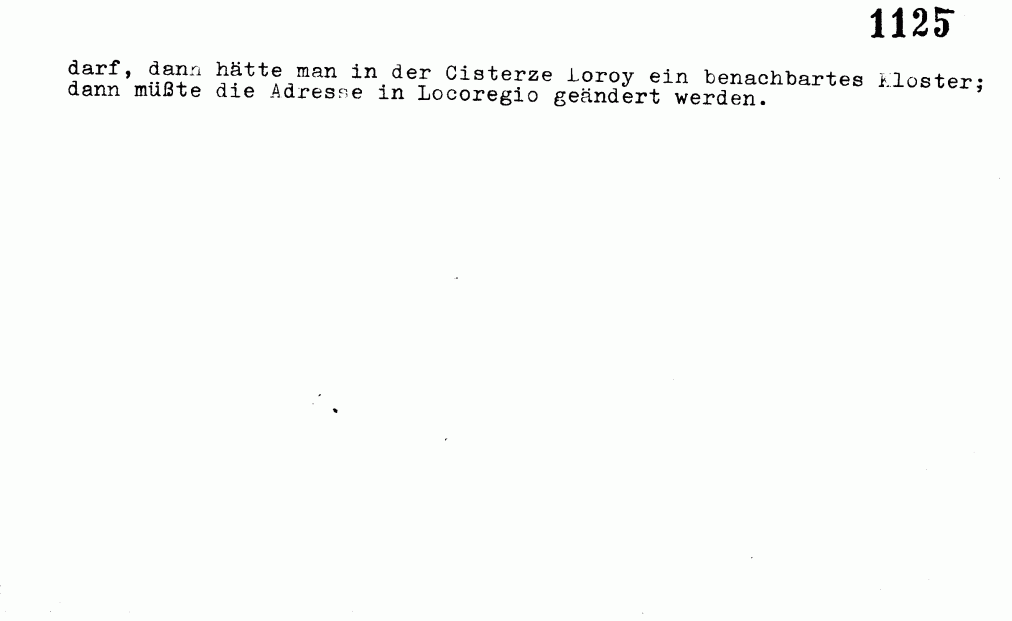 1125
darf, dann hätte man in der Cisterze Loroy ein benachbartes Kloster;
dann müßte die Adresse in Locoregio geändert werden.